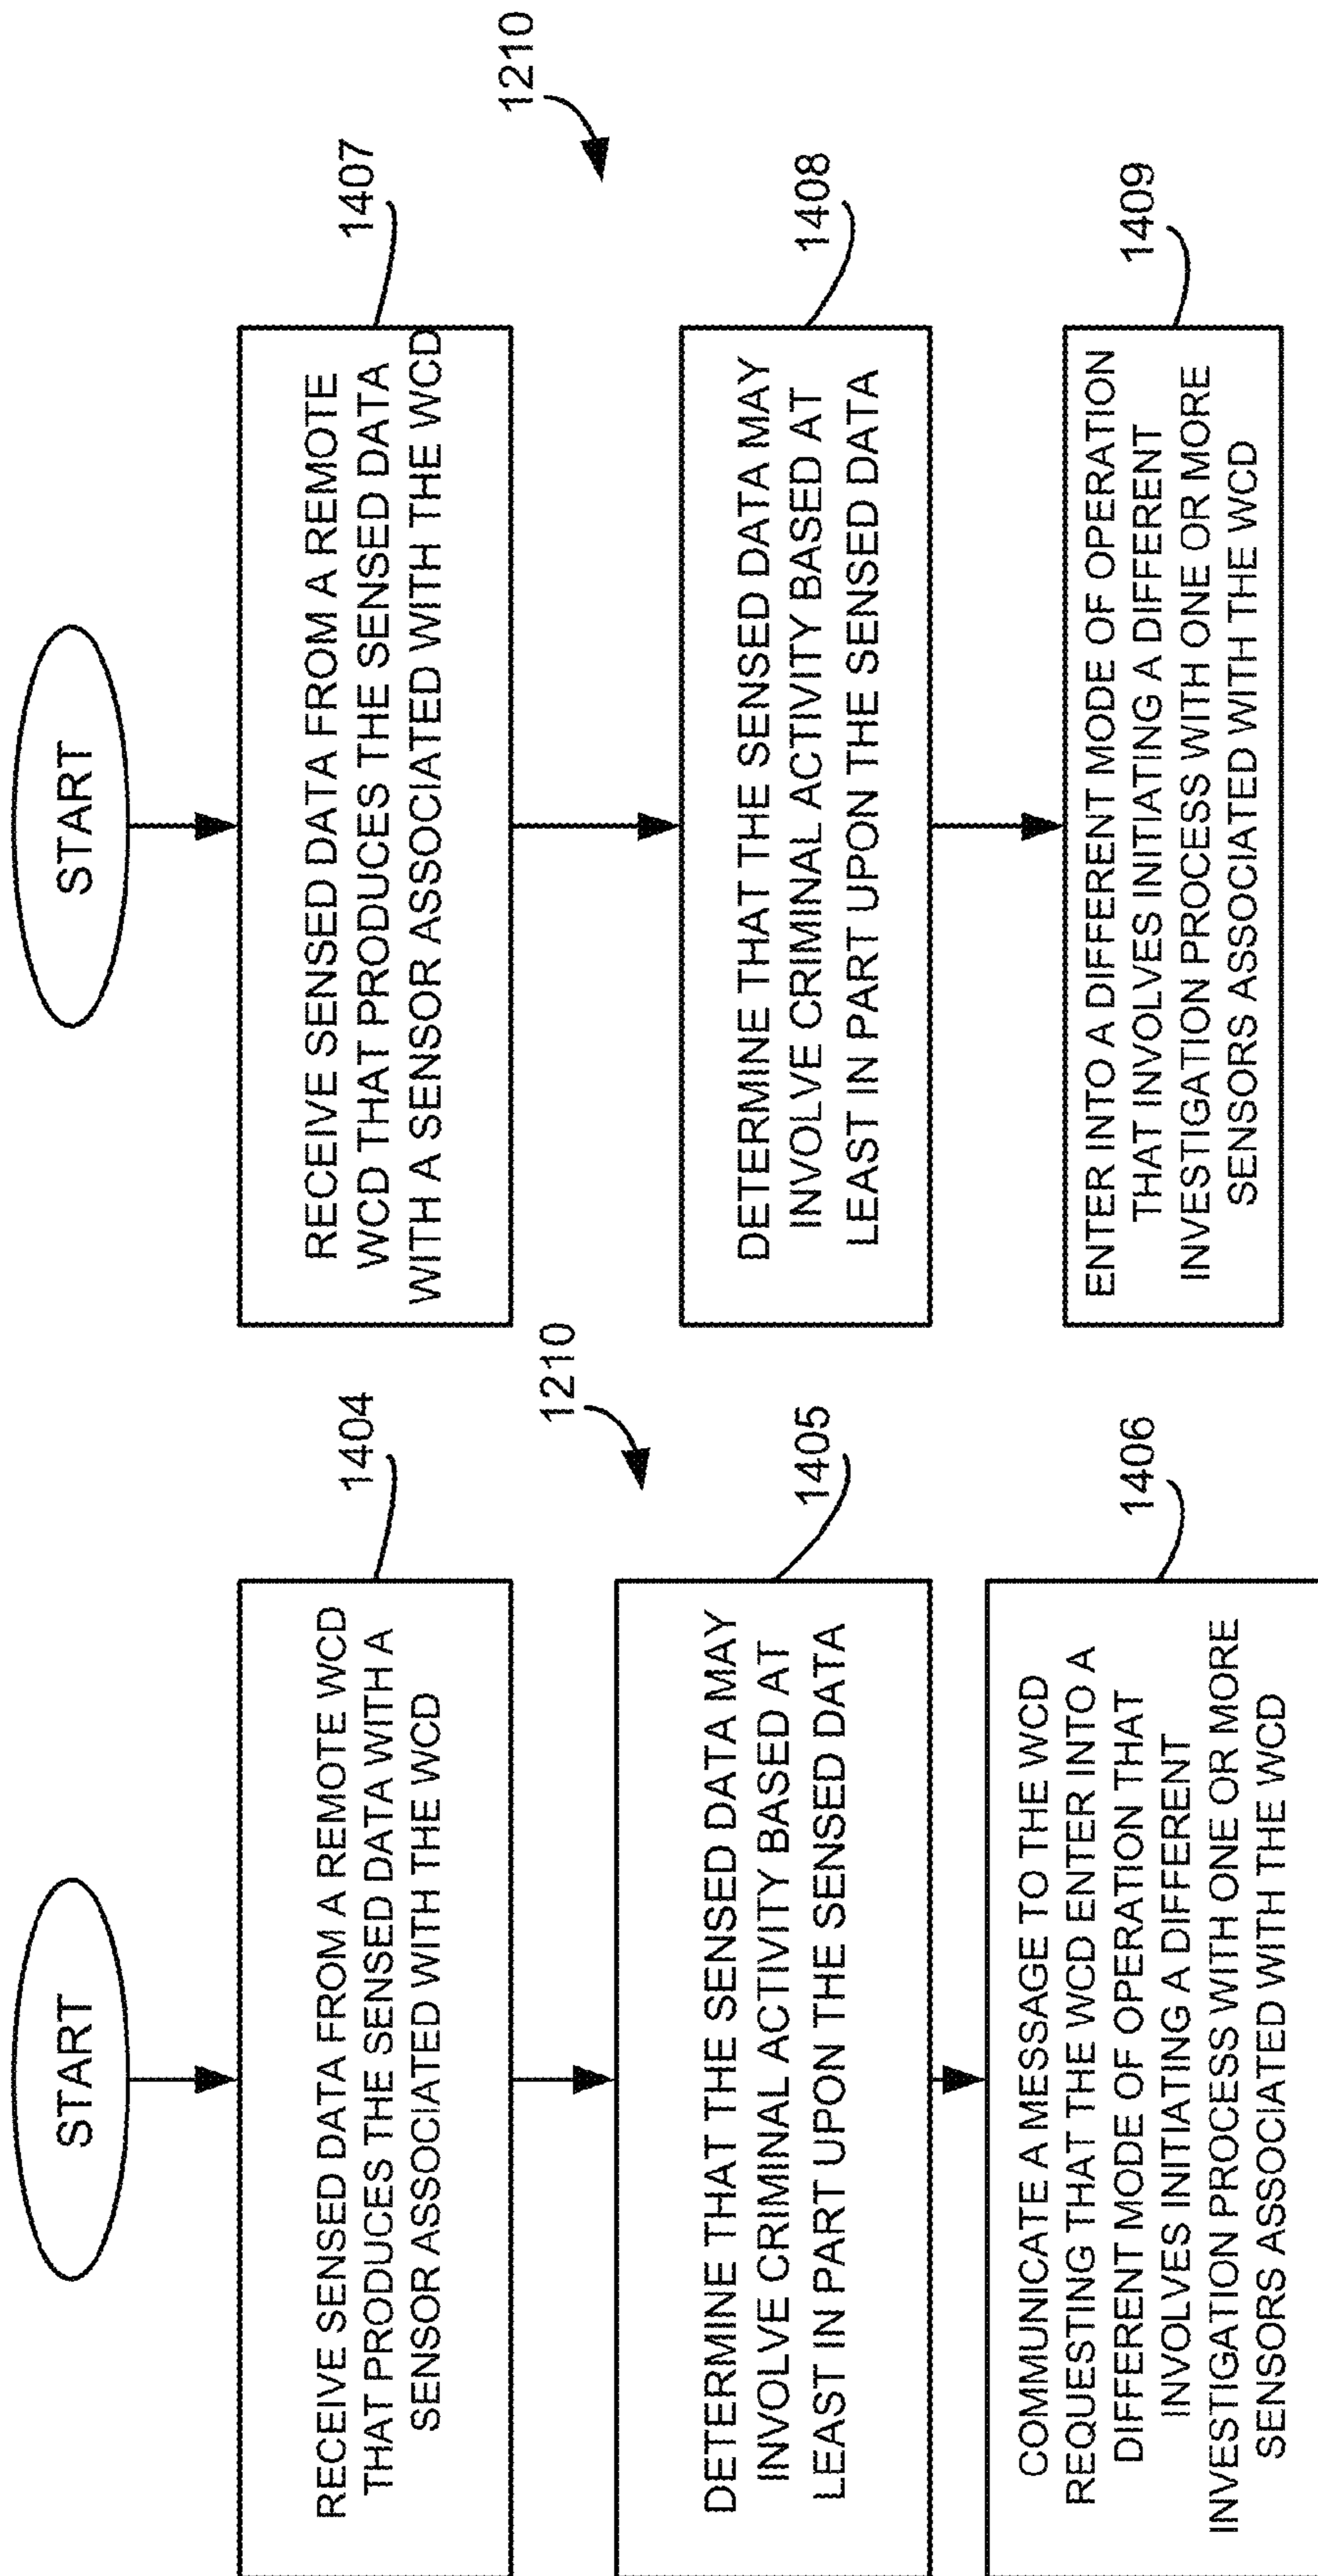 START
1404
RECEIVE SENSED DATA FROM A REMOTE WCD
THAT PRODUCES THE SENSED DATA WITH A
SENSOR ASSOCIATED WITH THE WCD
1210
1405
DETERMINE THAT THE SENSED DATA MAY
INVOLVE CRIMINAL ACTIVITY BASED AT
LEAST IN PART UPON THE SENSED DATA
1406
COMMUNICATE A MESSAGE TO THE WCD
REQUESTING THAT THE WCD ENTER INTO A
DIFFERENT MODE OF OPERATION THAT
INVOLVES INITIATING A DIFFERENT
INVESTIGATION PROCESS WITH ONE OR MORE
SENSORS ASSOCIATED WITH THE WCD
START
1210
1407
RECEIVE SENSED DATA FROM A REMOTE
WCD THAT PRODUCES THE SENSED DATA
WITH A SENSOR ASSOCIATED WITH THE WCD
1408
DETERMINE THAT THE SENSED DATA MAY
INVOLVE CRIMINAL ACTIVITY BASED AT
LEAST IN PART UPON THE SENSED DATA
1409
ENTER INTO A DIFFERENT MODE OF OPERATION
THAT INVOLVES INITIATING A DIFFERENT
INVESTIGATION PROCESS WITH ONE OR MORE
SENSORS ASSOCIATED WITH THE WCD